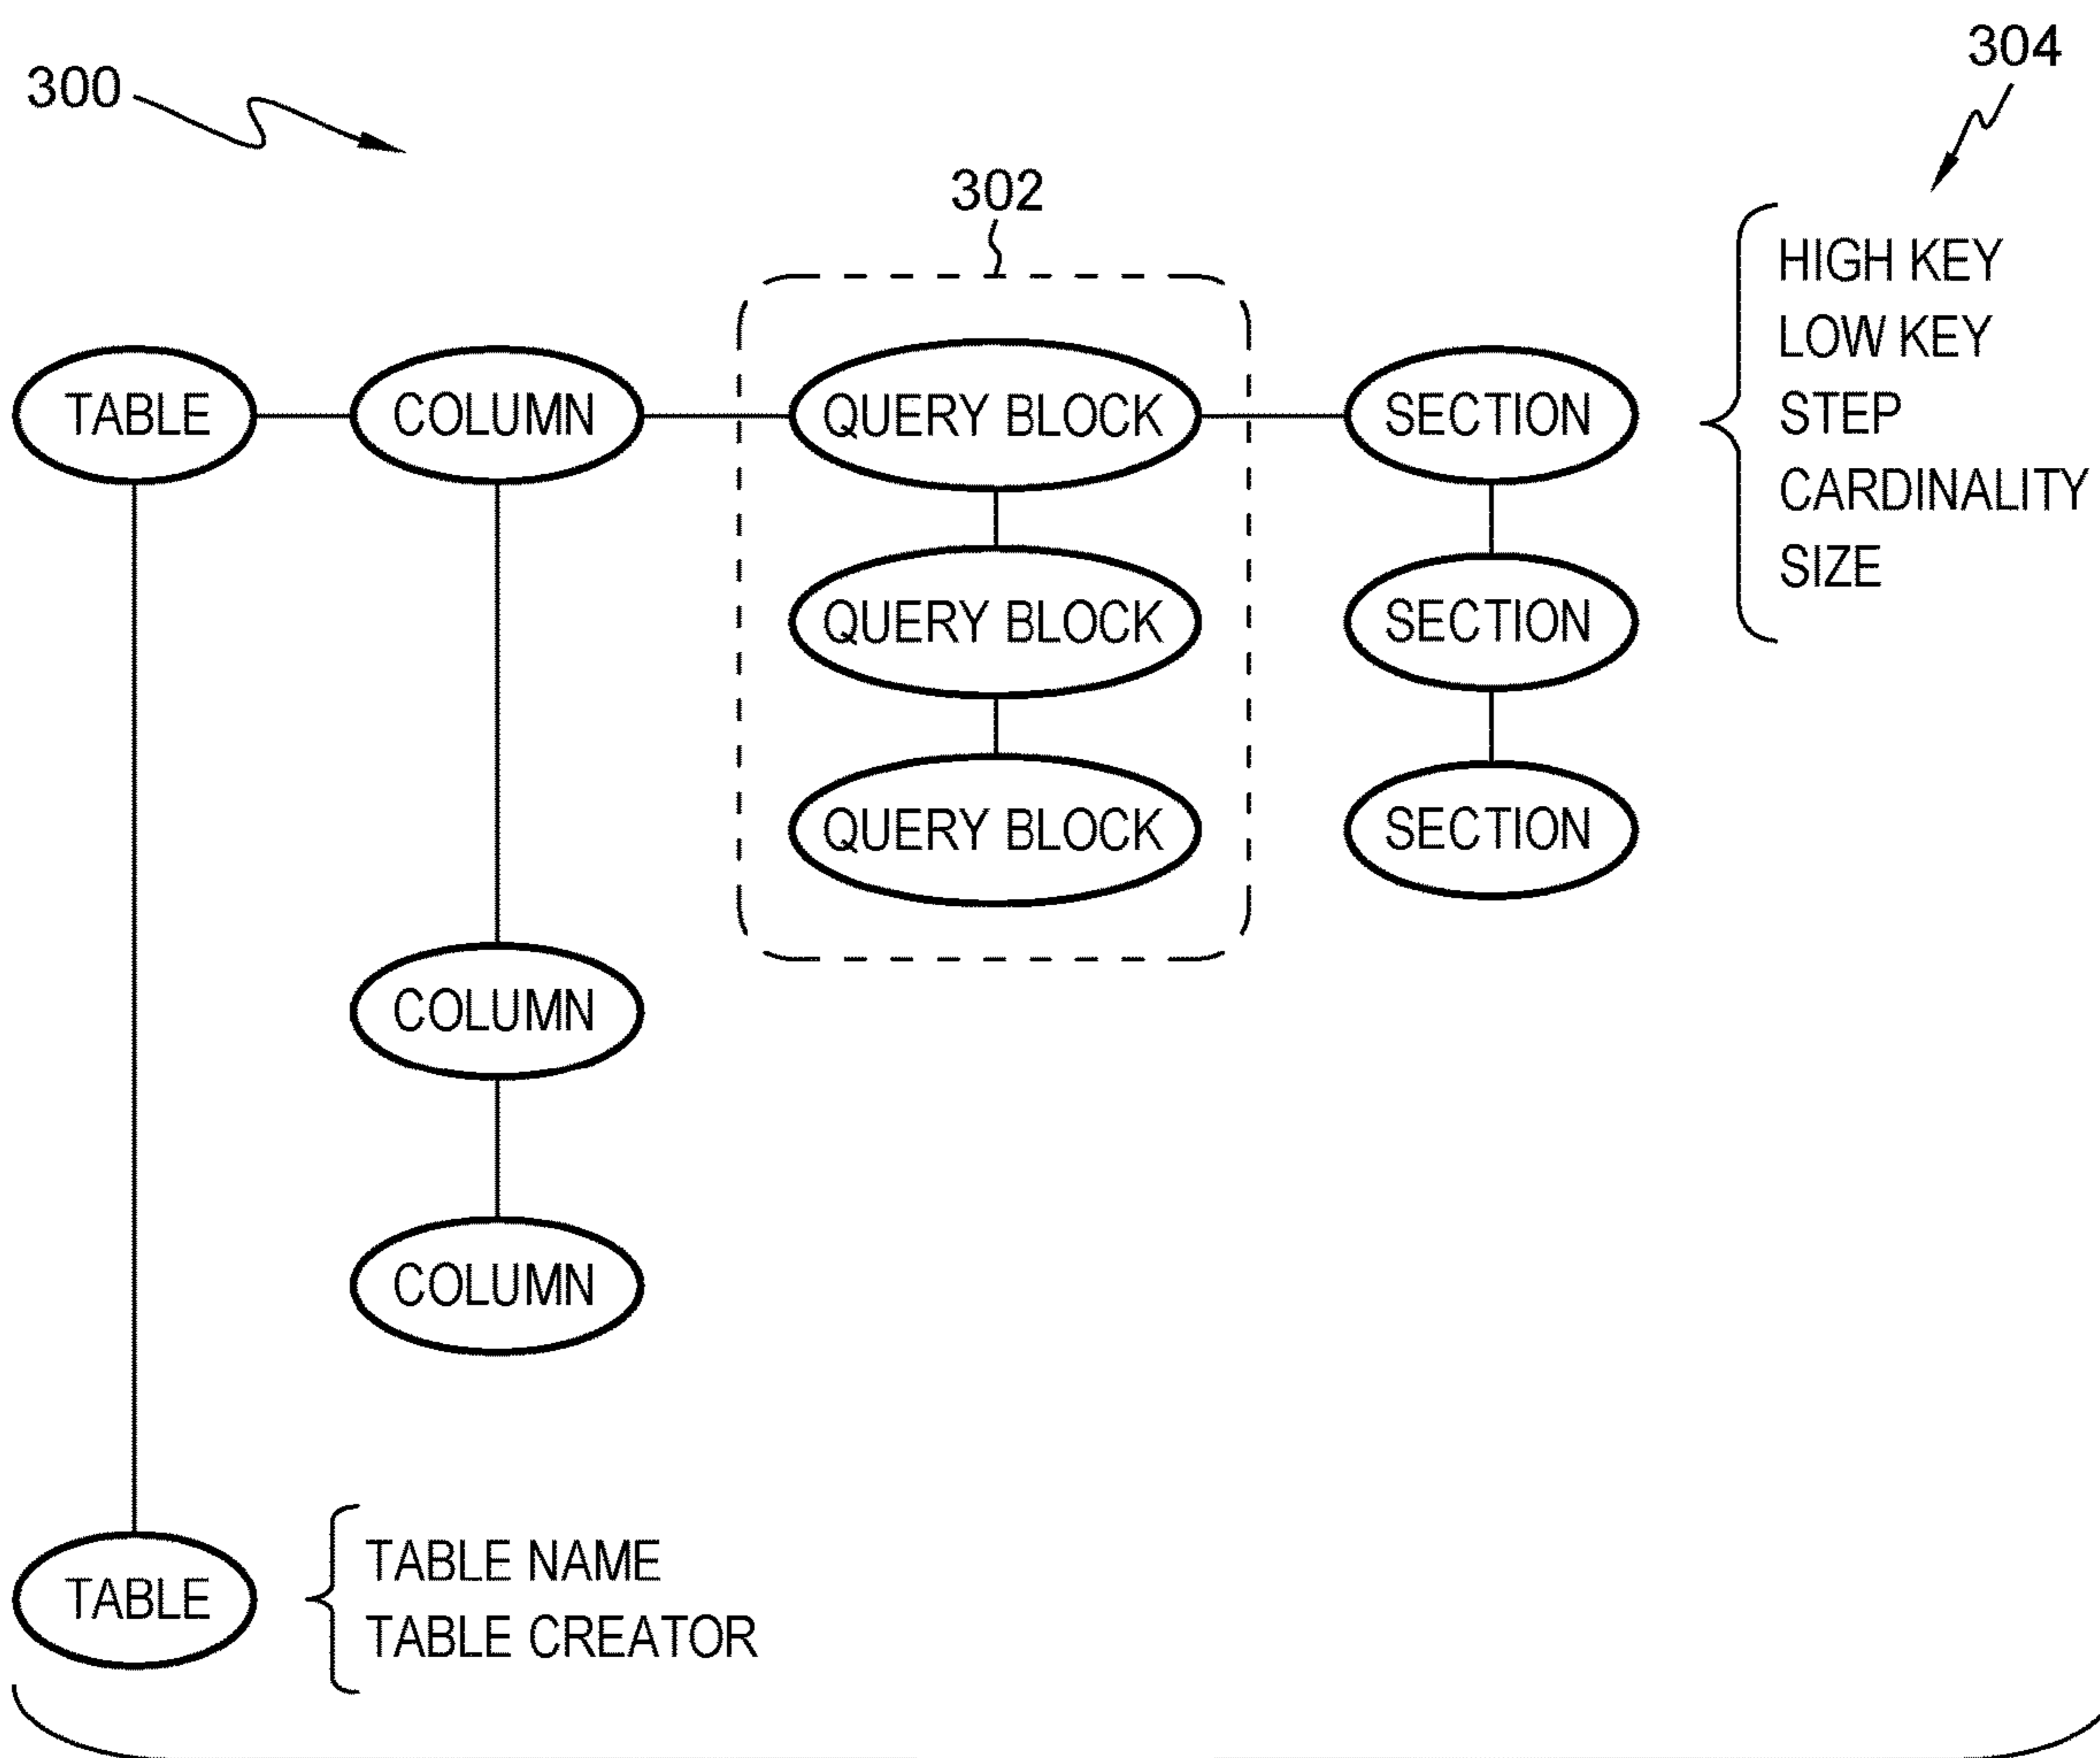 300
304
302
HIGH KEY
LOW KEY
STEP
CARDINALITY
SIZE
TABLE
COLUMN
QUERY BLOCK
SECTION
QUERY BLOCK
SECTION
QUERY BLOCK
SECTION
COLUMN
COLUMN
TABLE
TABLE NAME
TABLE CREATOR